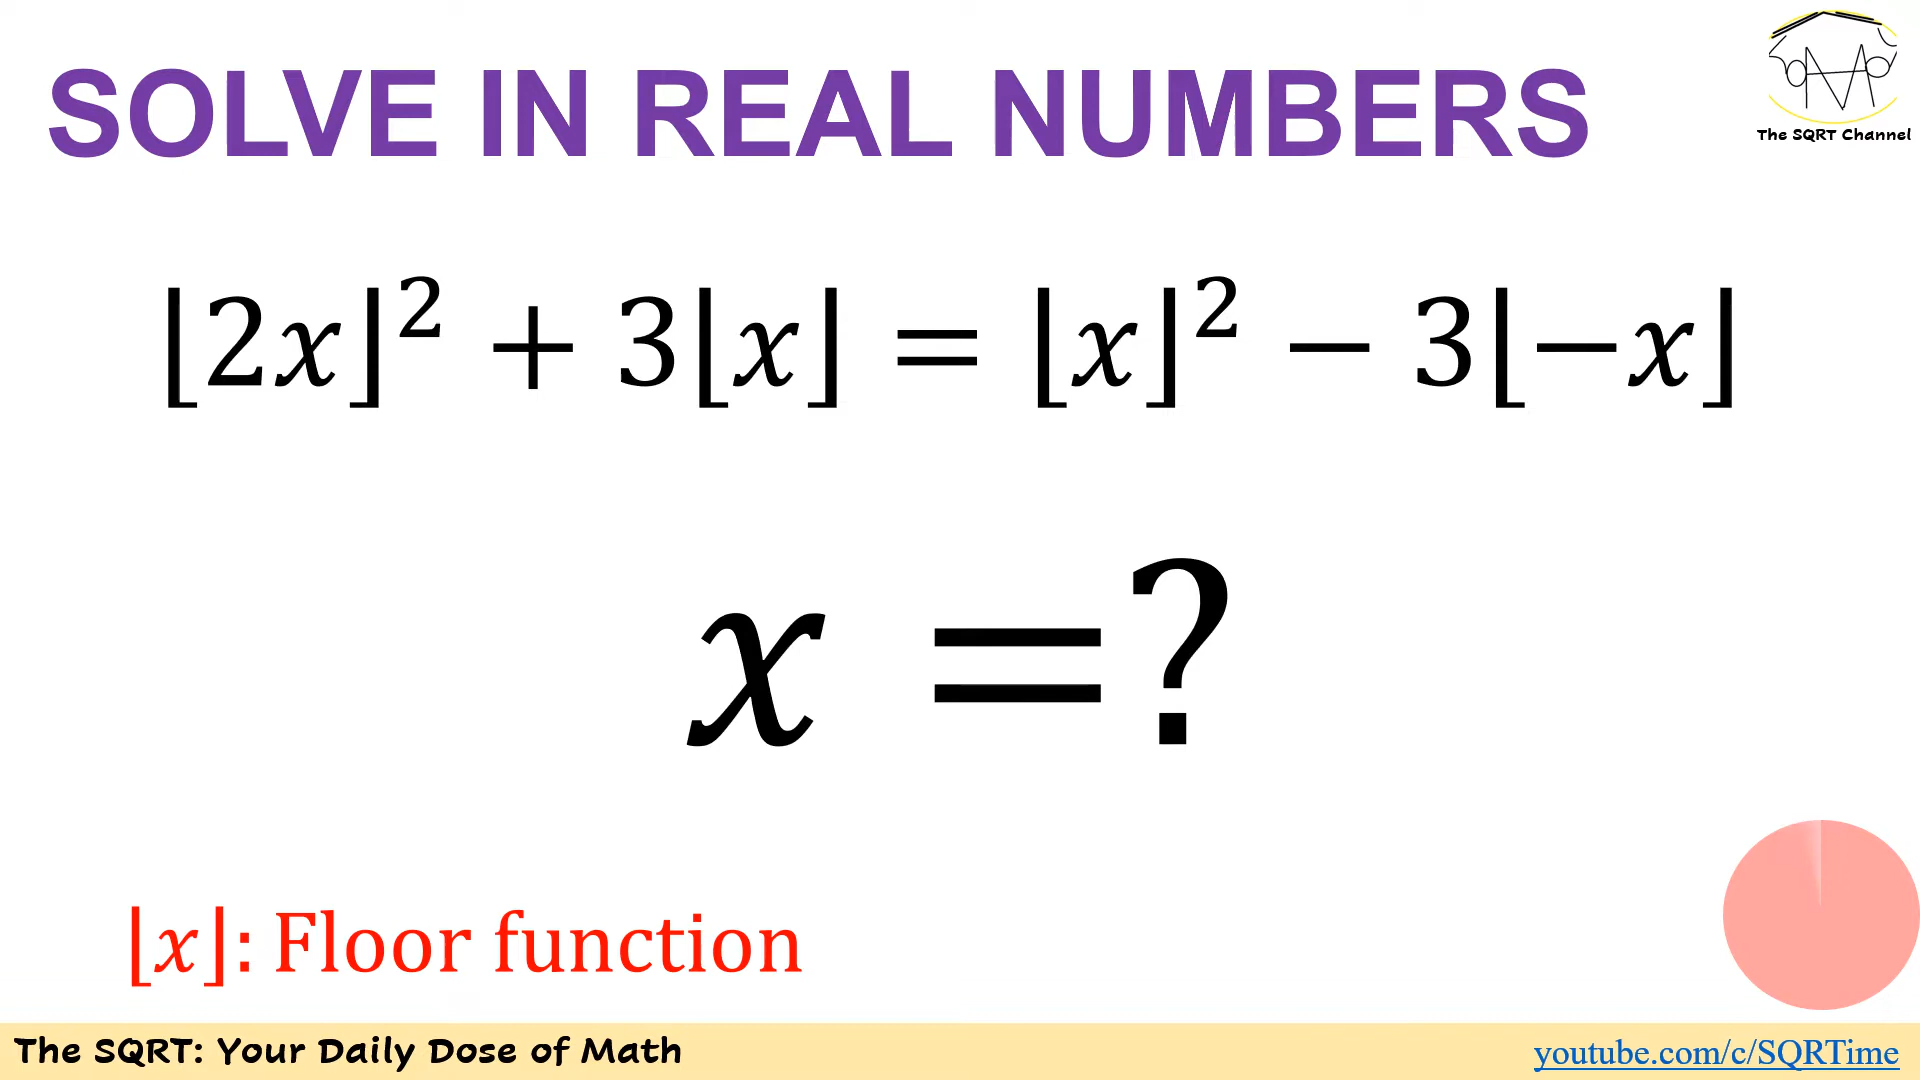 SOLVE IN REAL NUMBERS
The SQRT Channel
⌊2x⌋² + 3⌊x⌋ = ⌊x⌋² − 3⌊−x⌋
x =?
⌊x⌋: Floor function
The SQRT: Your Daily Dose of Math
youtube.com/c/SQRTime